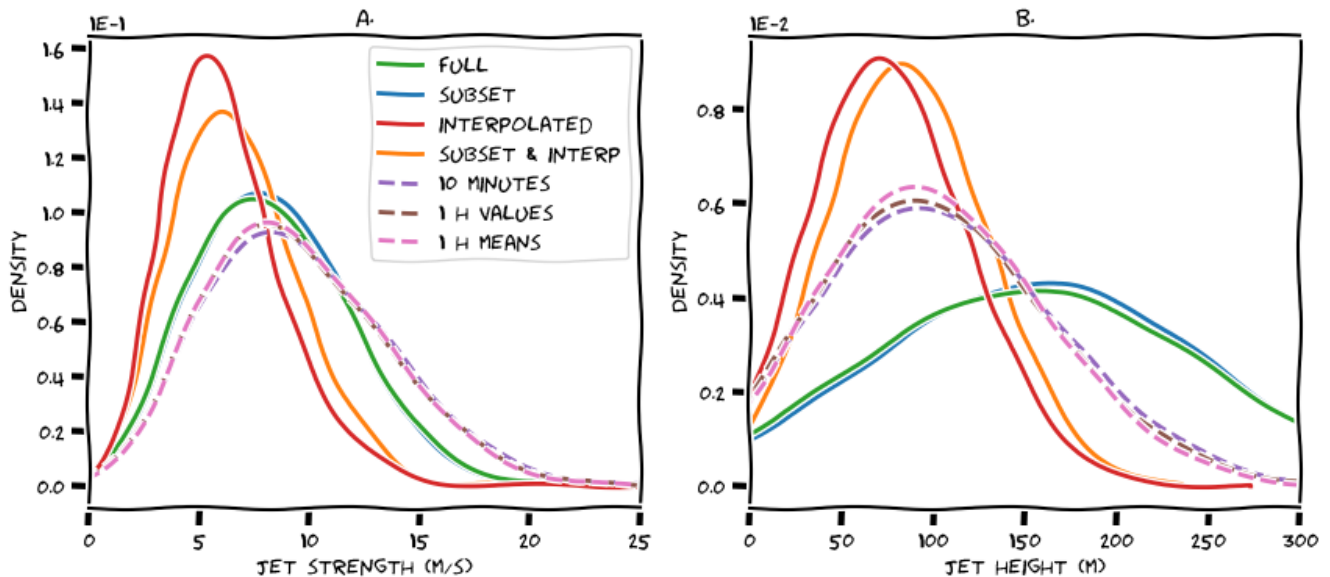 A.
1E-1
1.6
1.4
1.2
1.0
0.8
0.6
0.4
0.2
0.0
DENSITY
FULL
SUBSET
INTERPOLATED
SUBSET & INTERP
10 MINUTES
1 H VALUES
1 H MEANS
0 5 10 15 20 25
JET STRENGTH (M/S)
B.
1E-2
0.8
0.6
0.4
0.2
0.0
DENSITY
0 50 100 150 200 250 300
JET HEIGHT (M)